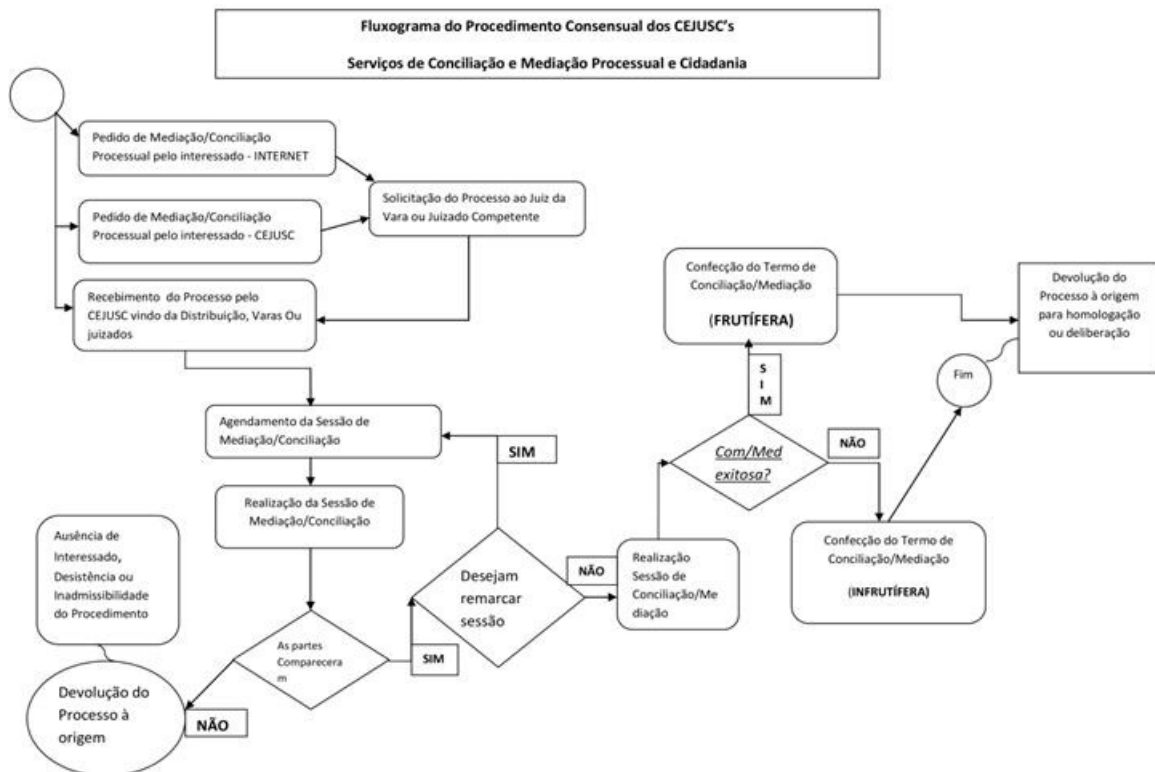 Fluxograma do Procedimento Consensual dos CEJUSC's
Serviços de Conciliação e Mediação Processual e Cidadania
Pedido de Mediação/Conciliação
Processual pelo interessado - INTERNET
Pedido de Mediação/Conciliação
Processual pelo interessado - CEJUSC
Solicitação do Processo ao Juiz da
Vara ou Juizado Competente
Recebimento do Processo pelo
CEJUSC vindo da Distribuição, Varas Ou
juizados
Agendamento da Sessão de
Mediação/Conciliação
Realização da Sessão de
Mediação/Conciliação
As partes
Comparecera
m
NÃO
Ausência de
Interessado,
Desistência ou
Inadmissibilidade
do Procedimento
Devolução do
Processo à
origem
SIM
Desejam
remarcar
sessão
SIM
NÃO
Realização
Sessão de
Conciliação/Me
diação
Com/Med
exitosa?
S
I
M
Confecção do Termo de
Conciliação/Mediação
(FRUTÍFERA)
NÃO
Confecção do Termo de
Conciliação/Mediação
(INFRUTÍFERA)
Devolução do
Processo à origem
para homologação
ou deliberação
Fim